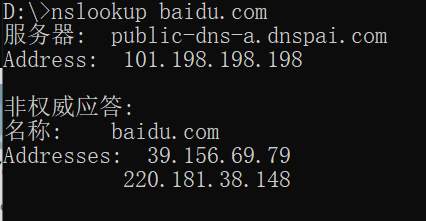 D:\>nslookup baidu.com
服务器:  public-dns-a.dnspai.com
Address:  101.198.198.198
非权威应答:
名称:    baidu.com
Addresses:  39.156.69.79
220.181.38.148